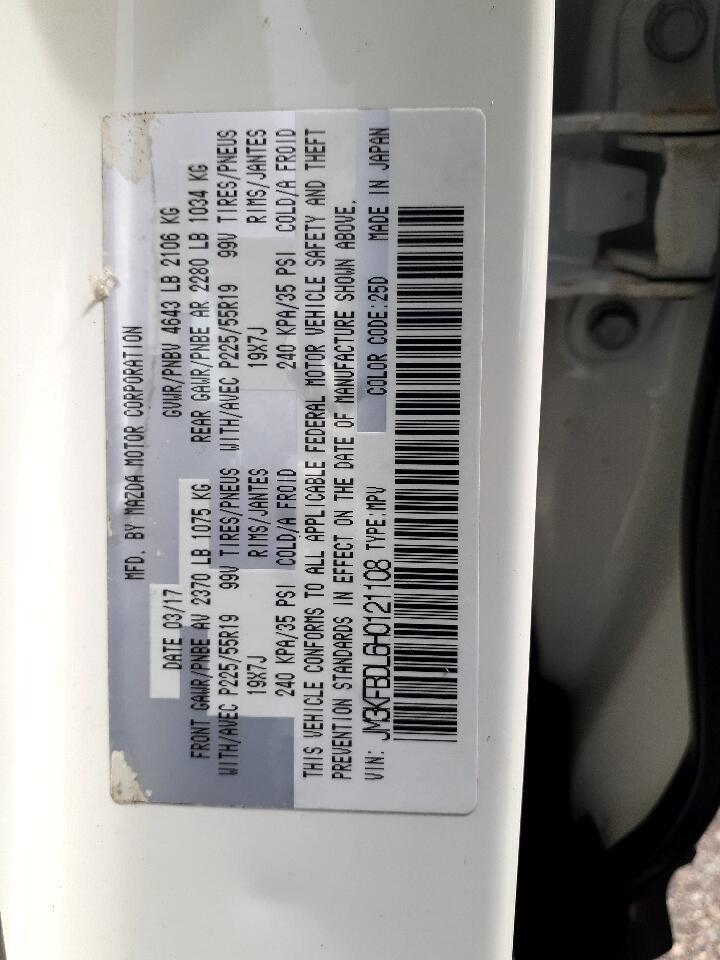 MFD. BY MAZDA MOTOR CORPORATION
DATE 03/17 GVWR/PNBV 4643 LB 2106 KG
FRONT GAWR/PNBE AV 2370 LB 1075 KG REAR GAWR/PNBE AR 2280 LB 1034 KG
WITH/AVEC P225/55R19 99V TIRES/PNEUS WITH/AVEC P225/55R19 99V TIRES/PNEUS
19X7J RIMS/JANTES 19X7J RIMS/JANTES
240 KPA/35 PSI COLD/A FROID 240 KPA/35 PSI COLD/A FROID
THIS VEHICLE CONFORMS TO ALL APPLICABLE FEDERAL MOTOR VEHICLE SAFETY AND THEFT
PREVENTION STANDARDS IN EFFECT ON THE DATE OF MANUFACTURE SHOWN ABOVE.
VIN: JM3KFBDL6H0121108 TYPE:MPV COLOR CODE:25D MADE IN JAPAN